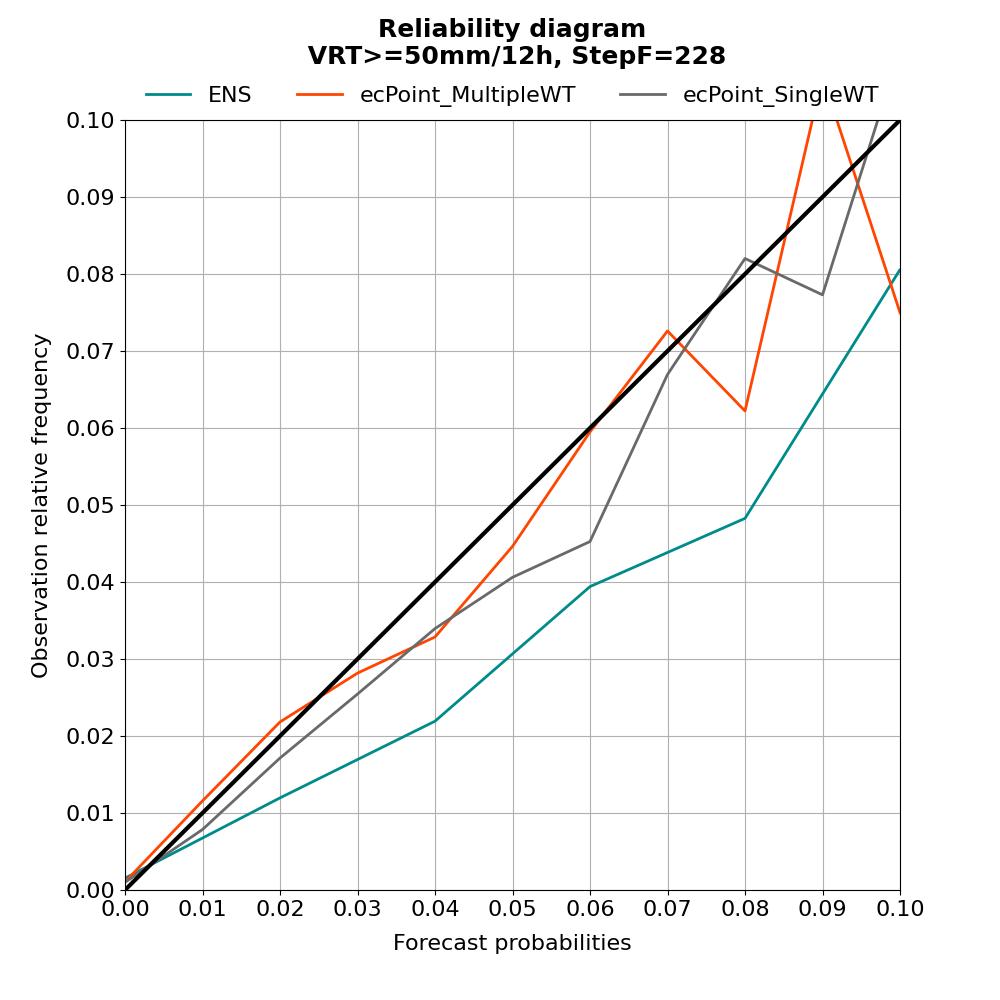 Reliability diagram
VRT>=50mm/12h, StepF=228
ENS ecPoint_MultipleWT ecPoint_SingleWT
0.10
0.09
0.08
0.07
0.06
0.05
0.04
0.03
0.02
0.01
0.00
Observation relative frequency
0.00 0.01 0.02 0.03 0.04 0.05 0.06 0.07 0.08 0.09 0.10
Forecast probabilities